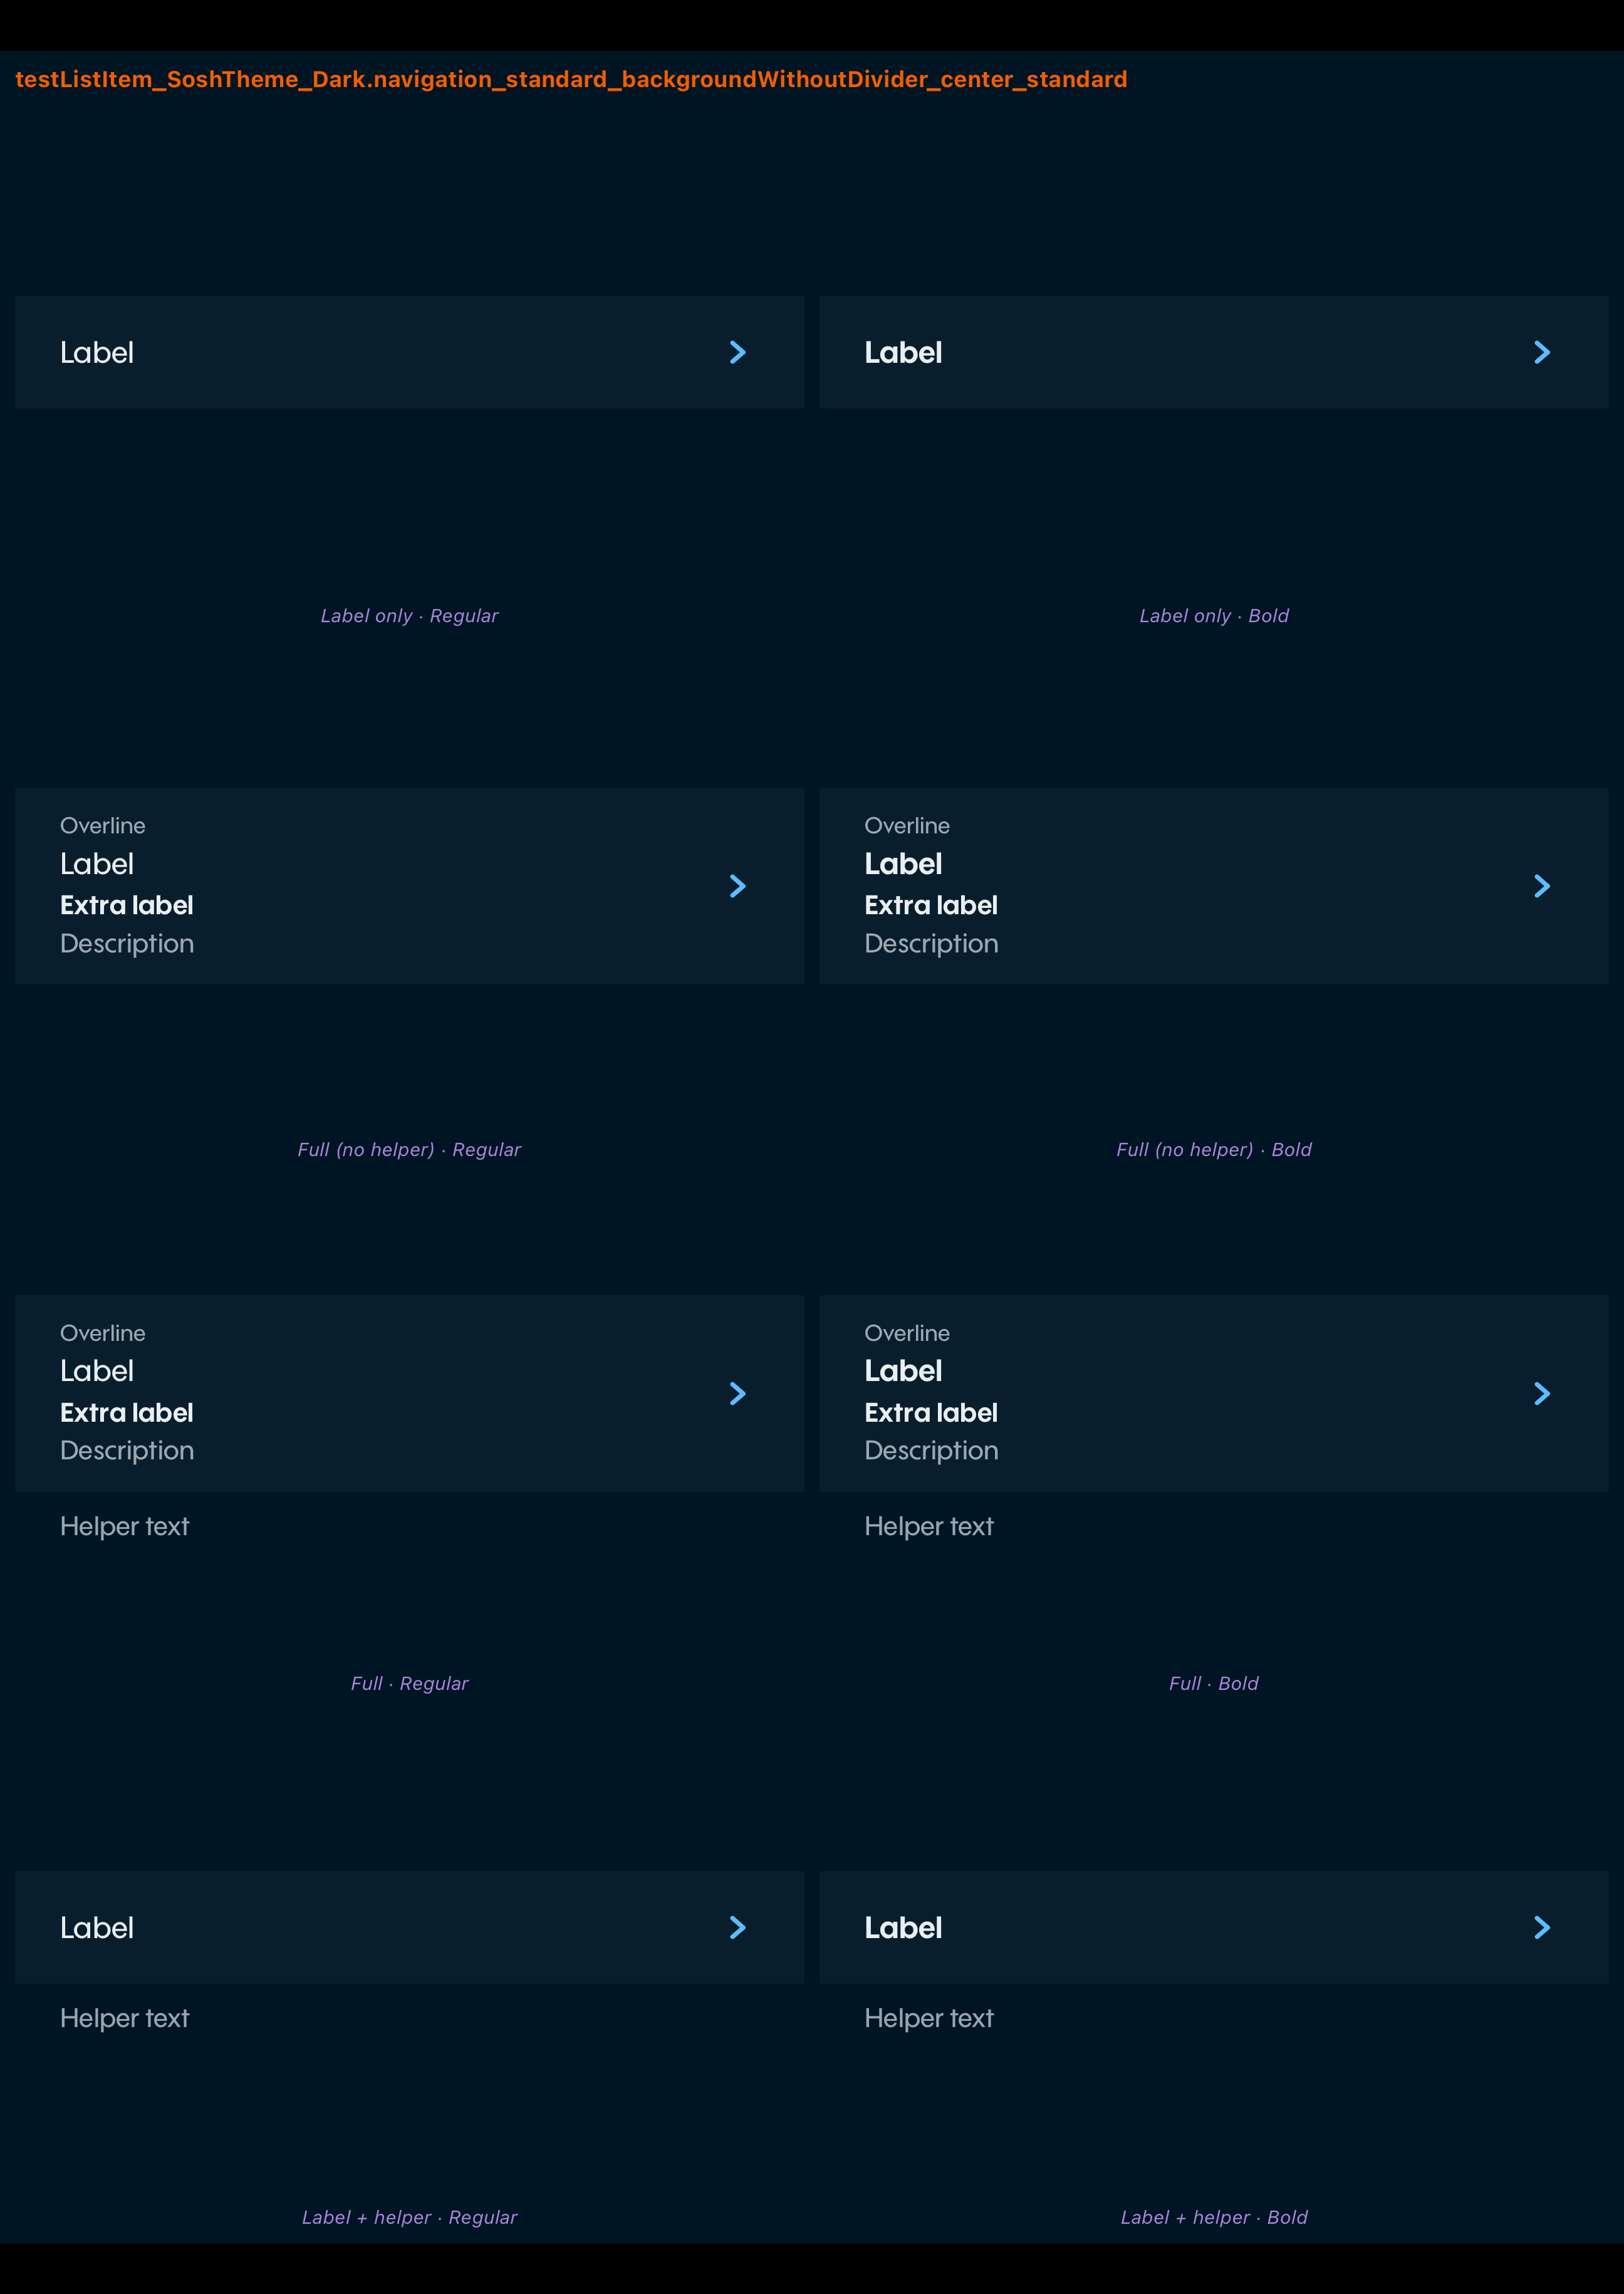 testListItem_SoshTheme_Dark.navigation_standard_backgroundWithoutDivider_center_standard
Label
Label
Label only · Regular
Label only · Bold
Overline
Label
Extra label
Description
Overline
Label
Extra label
Description
Full (no helper) · Regular
Full (no helper) · Bold
Overline
Label
Extra label
Description
Helper text
Overline
Label
Extra label
Description
Helper text
Full · Regular
Full · Bold
Label
Helper text
Label
Helper text
Label + helper · Regular
Label + helper · Bold